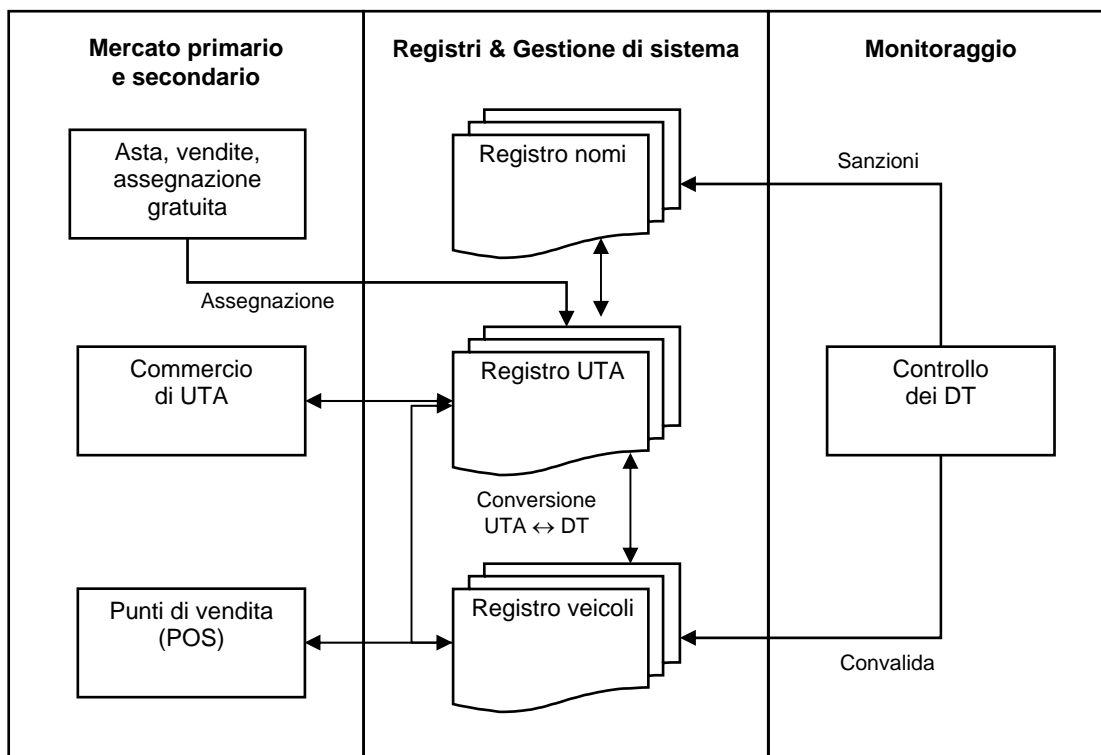 Mercato primario
e secondario
Registri & Gestione di sistema
Monitoraggio
Asta, vendite,
assegnazione
gratuita
Registro nomi
Sanzioni
Assegnazione
Commercio
di UTA
Registro UTA
Controllo
dei DT
Conversione
UTA ↔ DT
Punti di vendita
(POS)
Registro veicoli
Convalida